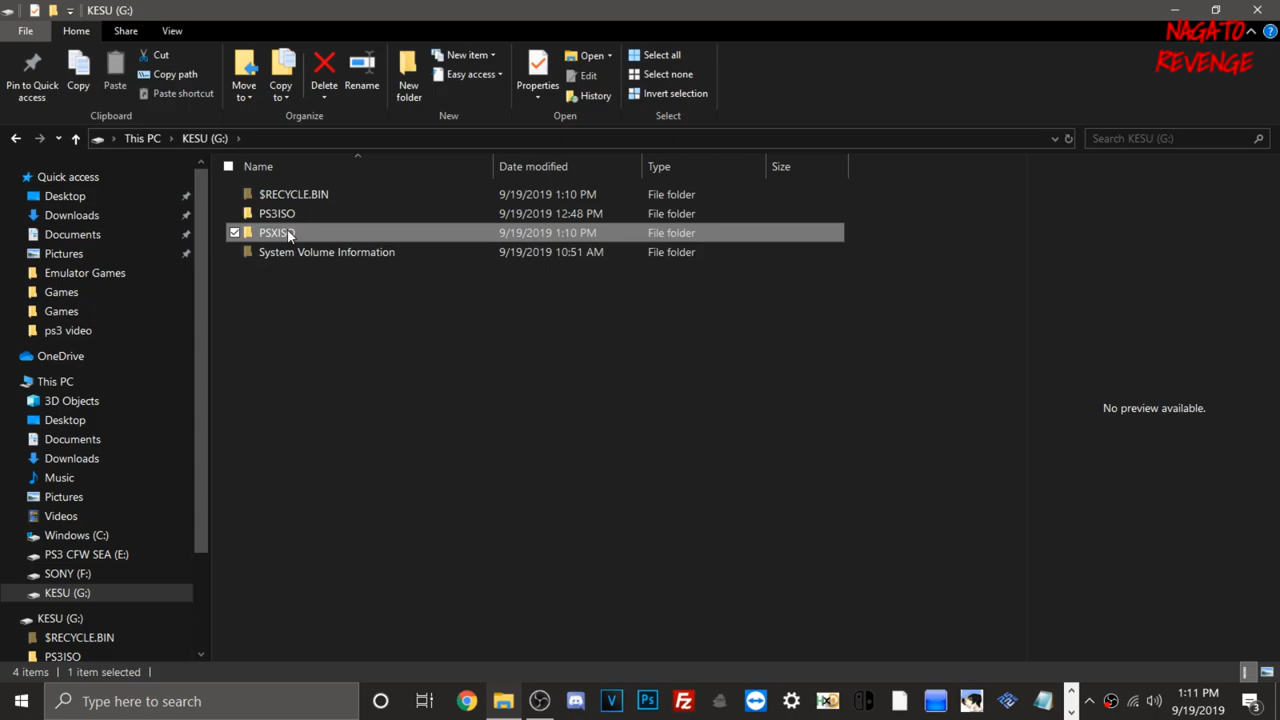 KESU (G:)
NAGATO
REVENGE
File
Home
Share
View
Pin to Quick access
Copy
Paste
Cut
Copy path
Paste shortcut
Clipboard
Move to
Copy to
Delete
Rename
Organize
New folder
New item
Easy access
New
Properties
Open
Edit
History
Open
Select all
Select none
Invert selection
Select
This PC
KESU (G:)
Search KESU (G:)
Name
Date modified
Type
Size
$RECYCLE.BIN 9/19/2019 1:10 PM File folder
PS3ISO 9/19/2019 12:48 PM File folder
PSXISO 9/19/2019 1:10 PM File folder
System Volume Information 9/19/2019 10:51 AM File folder
No preview available.
Quick access
Desktop
Downloads
Documents
Pictures
Emulator Games
Games
Games
ps3 video
OneDrive
This PC
3D Objects
Desktop
Documents
Downloads
Music
Pictures
Videos
Windows (C:)
PS3 CFW SEA (E:)
SONY (F:)
KESU (G:)
KESU (G:)
$RECYCLE.BIN
PS3ISO
4 items
1 item selected
Type here to search
V
Ps
Fz
1:11 PM
9/19/2019
3